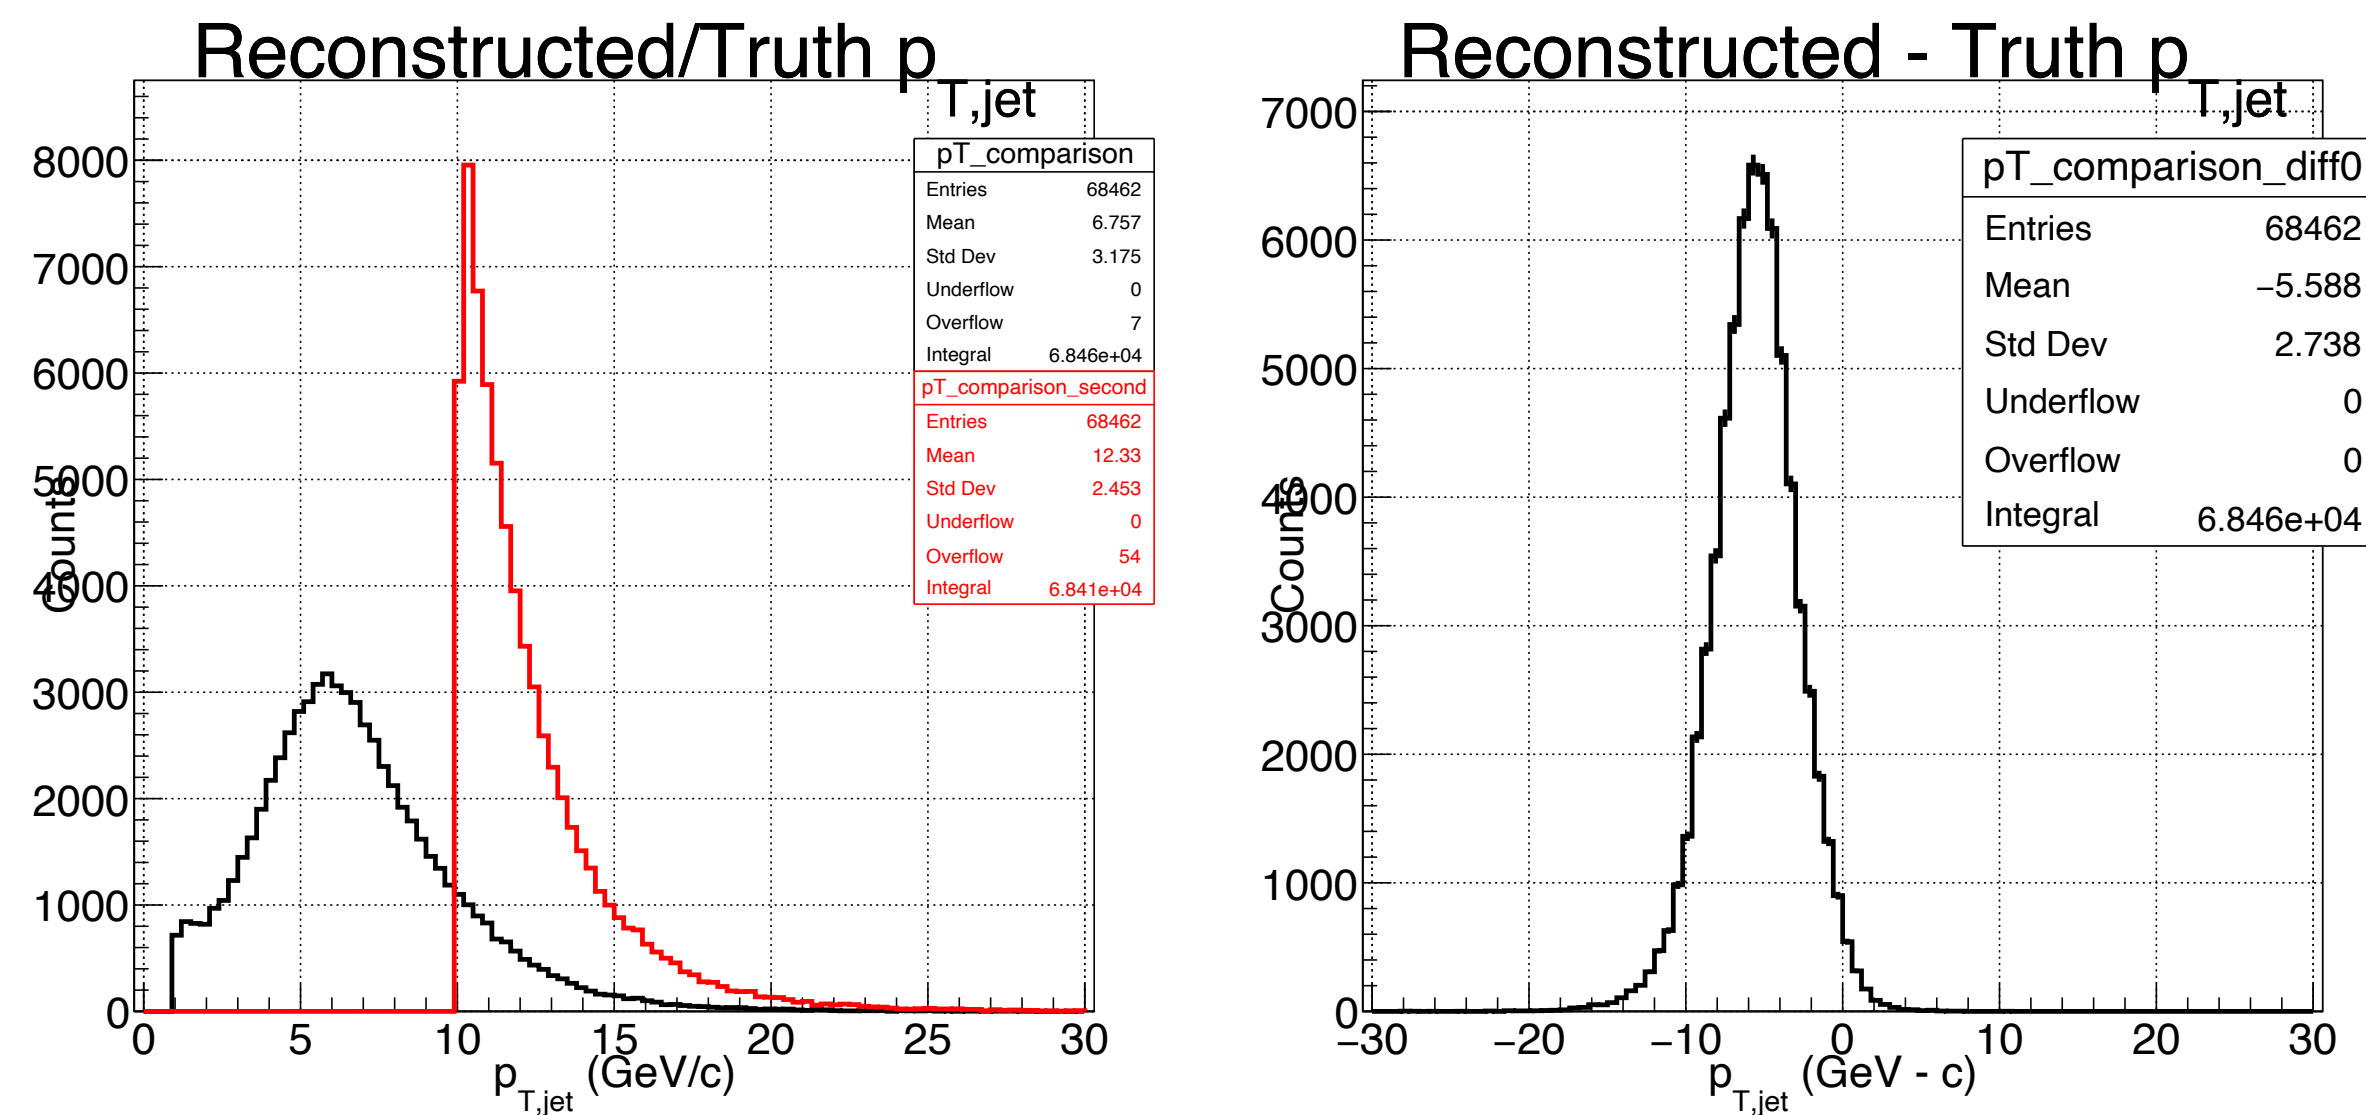 Reconstructed/Truth p T,jet
8000
7000
6000
5000
4000
3000
2000
1000
0
Counts
0 5 10 15 20 25 30
p T,jet (GeV/c)
pT_comparison
Entries 68462
Mean 6.757
Std Dev 3.175
Underflow 0
Overflow 7
Integral 6.846e+04
pT_comparison_second
Entries 68462
Mean 12.33
Std Dev 2.453
Underflow 0
Overflow 54
Integral 6.841e+04
Reconstructed - Truth p T,jet
7000
6000
5000
4000
3000
2000
1000
0
Counts
−30 −20 −10 0 10 20 30
p T,jet (GeV - c)
pT_comparison_diff0
Entries 68462
Mean −5.588
Std Dev 2.738
Underflow 0
Overflow 0
Integral 6.846e+04